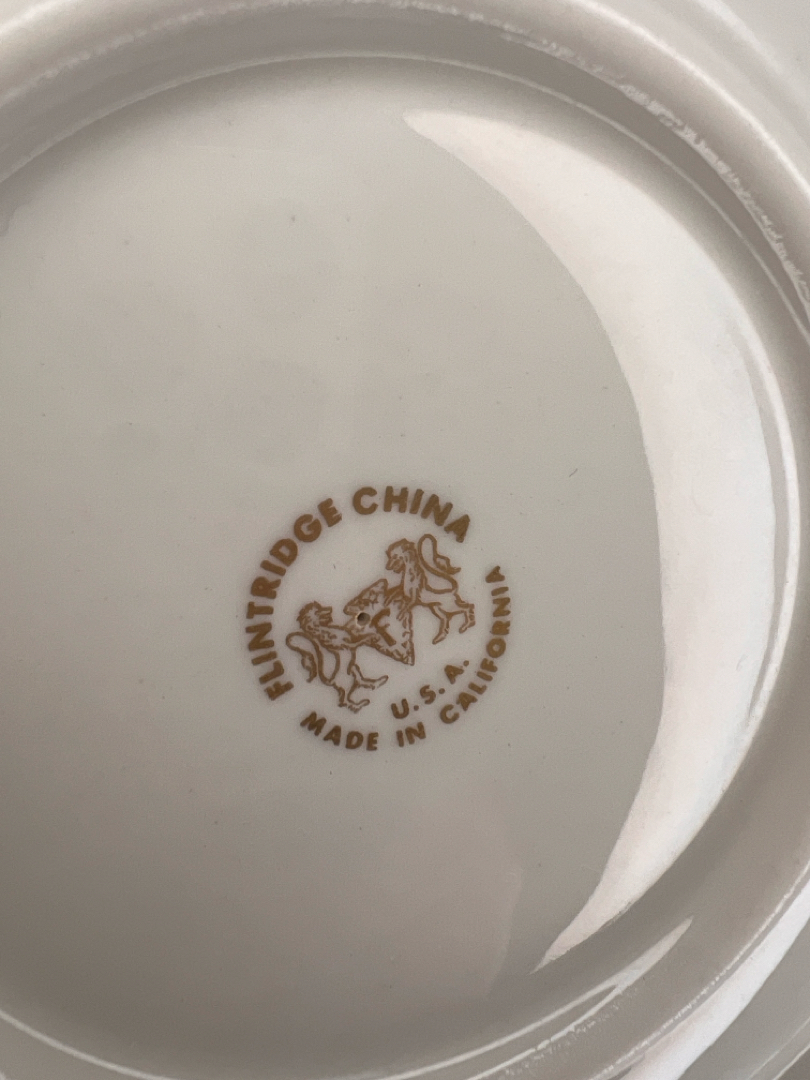 FLINTRIDGE CHINA
F
U.S.A.
MADE IN CALIFORNIA